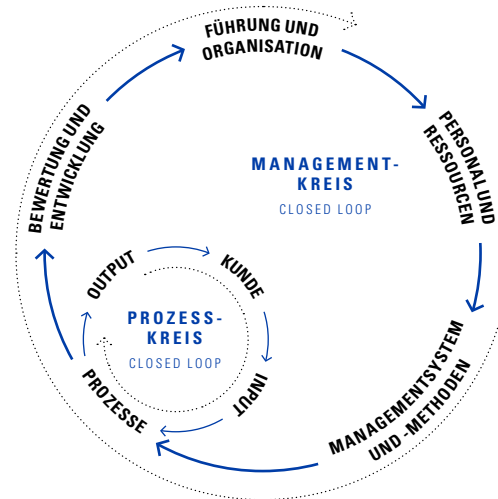 FÜHRUNG UND
ORGANISATION
PERSONAL UND
RESSOURCEN
MANAGEMENTSYSTEM
UND -METHODEN
PROZESSE
BEWERTUNG UND
ENTWICKLUNG
MANAGEMENT-
KREIS
CLOSED LOOP
OUTPUT
KUNDE
INPUT
PROZESS-
KREIS
CLOSED LOOP